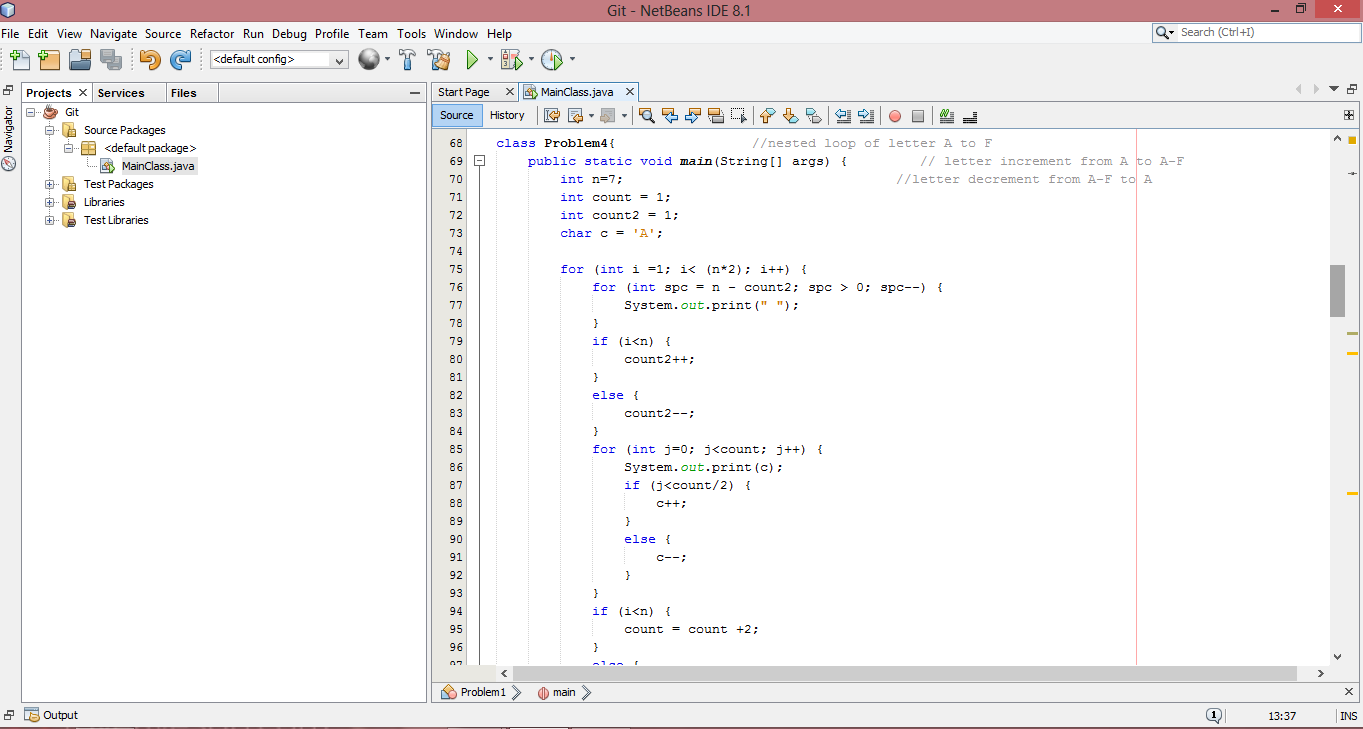 Git - NetBeans IDE 8.1
File Edit View Navigate Source Refactor Run Debug Profile Team Tools Window Help
Search (Ctrl+I)
<default config>
Projects Services Files
Start Page MainClass.java
Source History
Navigator
Git
Source Packages
<default package>
MainClass.java
Test Packages
Libraries
Test Libraries
68 class Problem4{ //nested loop of letter A to F
69 public static void main(String[] args) { // letter increment from A to A-F
70 int n=7; //letter decrement from A-F to A
71 int count = 1;
72 int count2 = 1;
73 char c = 'A';
74
75 for (int i =1; i< (n*2); i++) {
76 for (int spc = n - count2; spc > 0; spc--) {
77 System.out.print(" ");
78 }
79 if (i<n) {
80 count2++;
81 }
82 else {
83 count2--;
84 }
85 for (int j=0; j<count; j++) {
86 System.out.print(c);
87 if (j<count/2) {
88 c++;
89 }
90 else {
91 c--;
92 }
93 }
94 if (i<n) {
95 count = count +2;
96 }
97 else {
Problem1 main
Output
1 13:37 INS